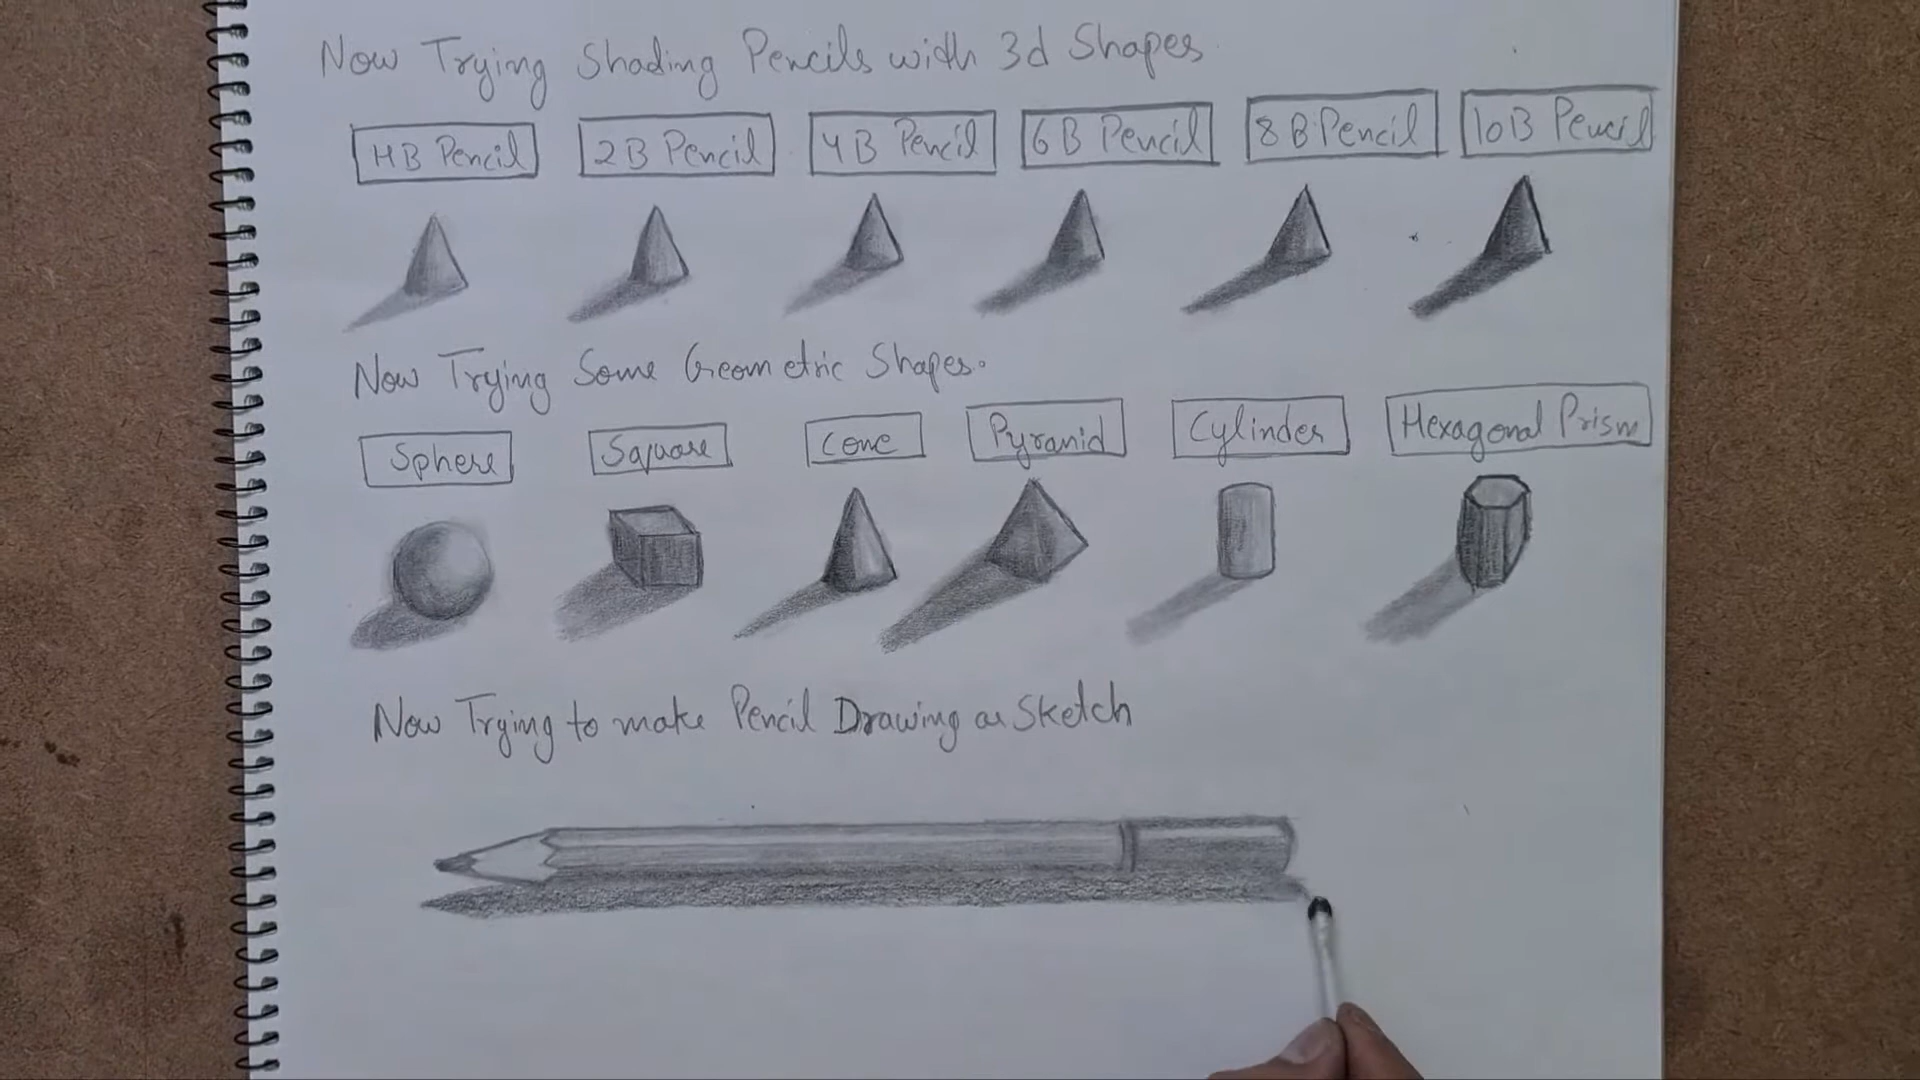 Now Trying Shading Pencils with 3d Shapes
HB Pencil 2B Pencil 4B Pencil 6B Pencil 8B Pencil 10B Pencil
Now Trying Some Geometric Shapes.
Sphere Square Cone Pyramid Cylinder Hexagonal Prism
Now Trying to make Pencil Drawing as Sketch